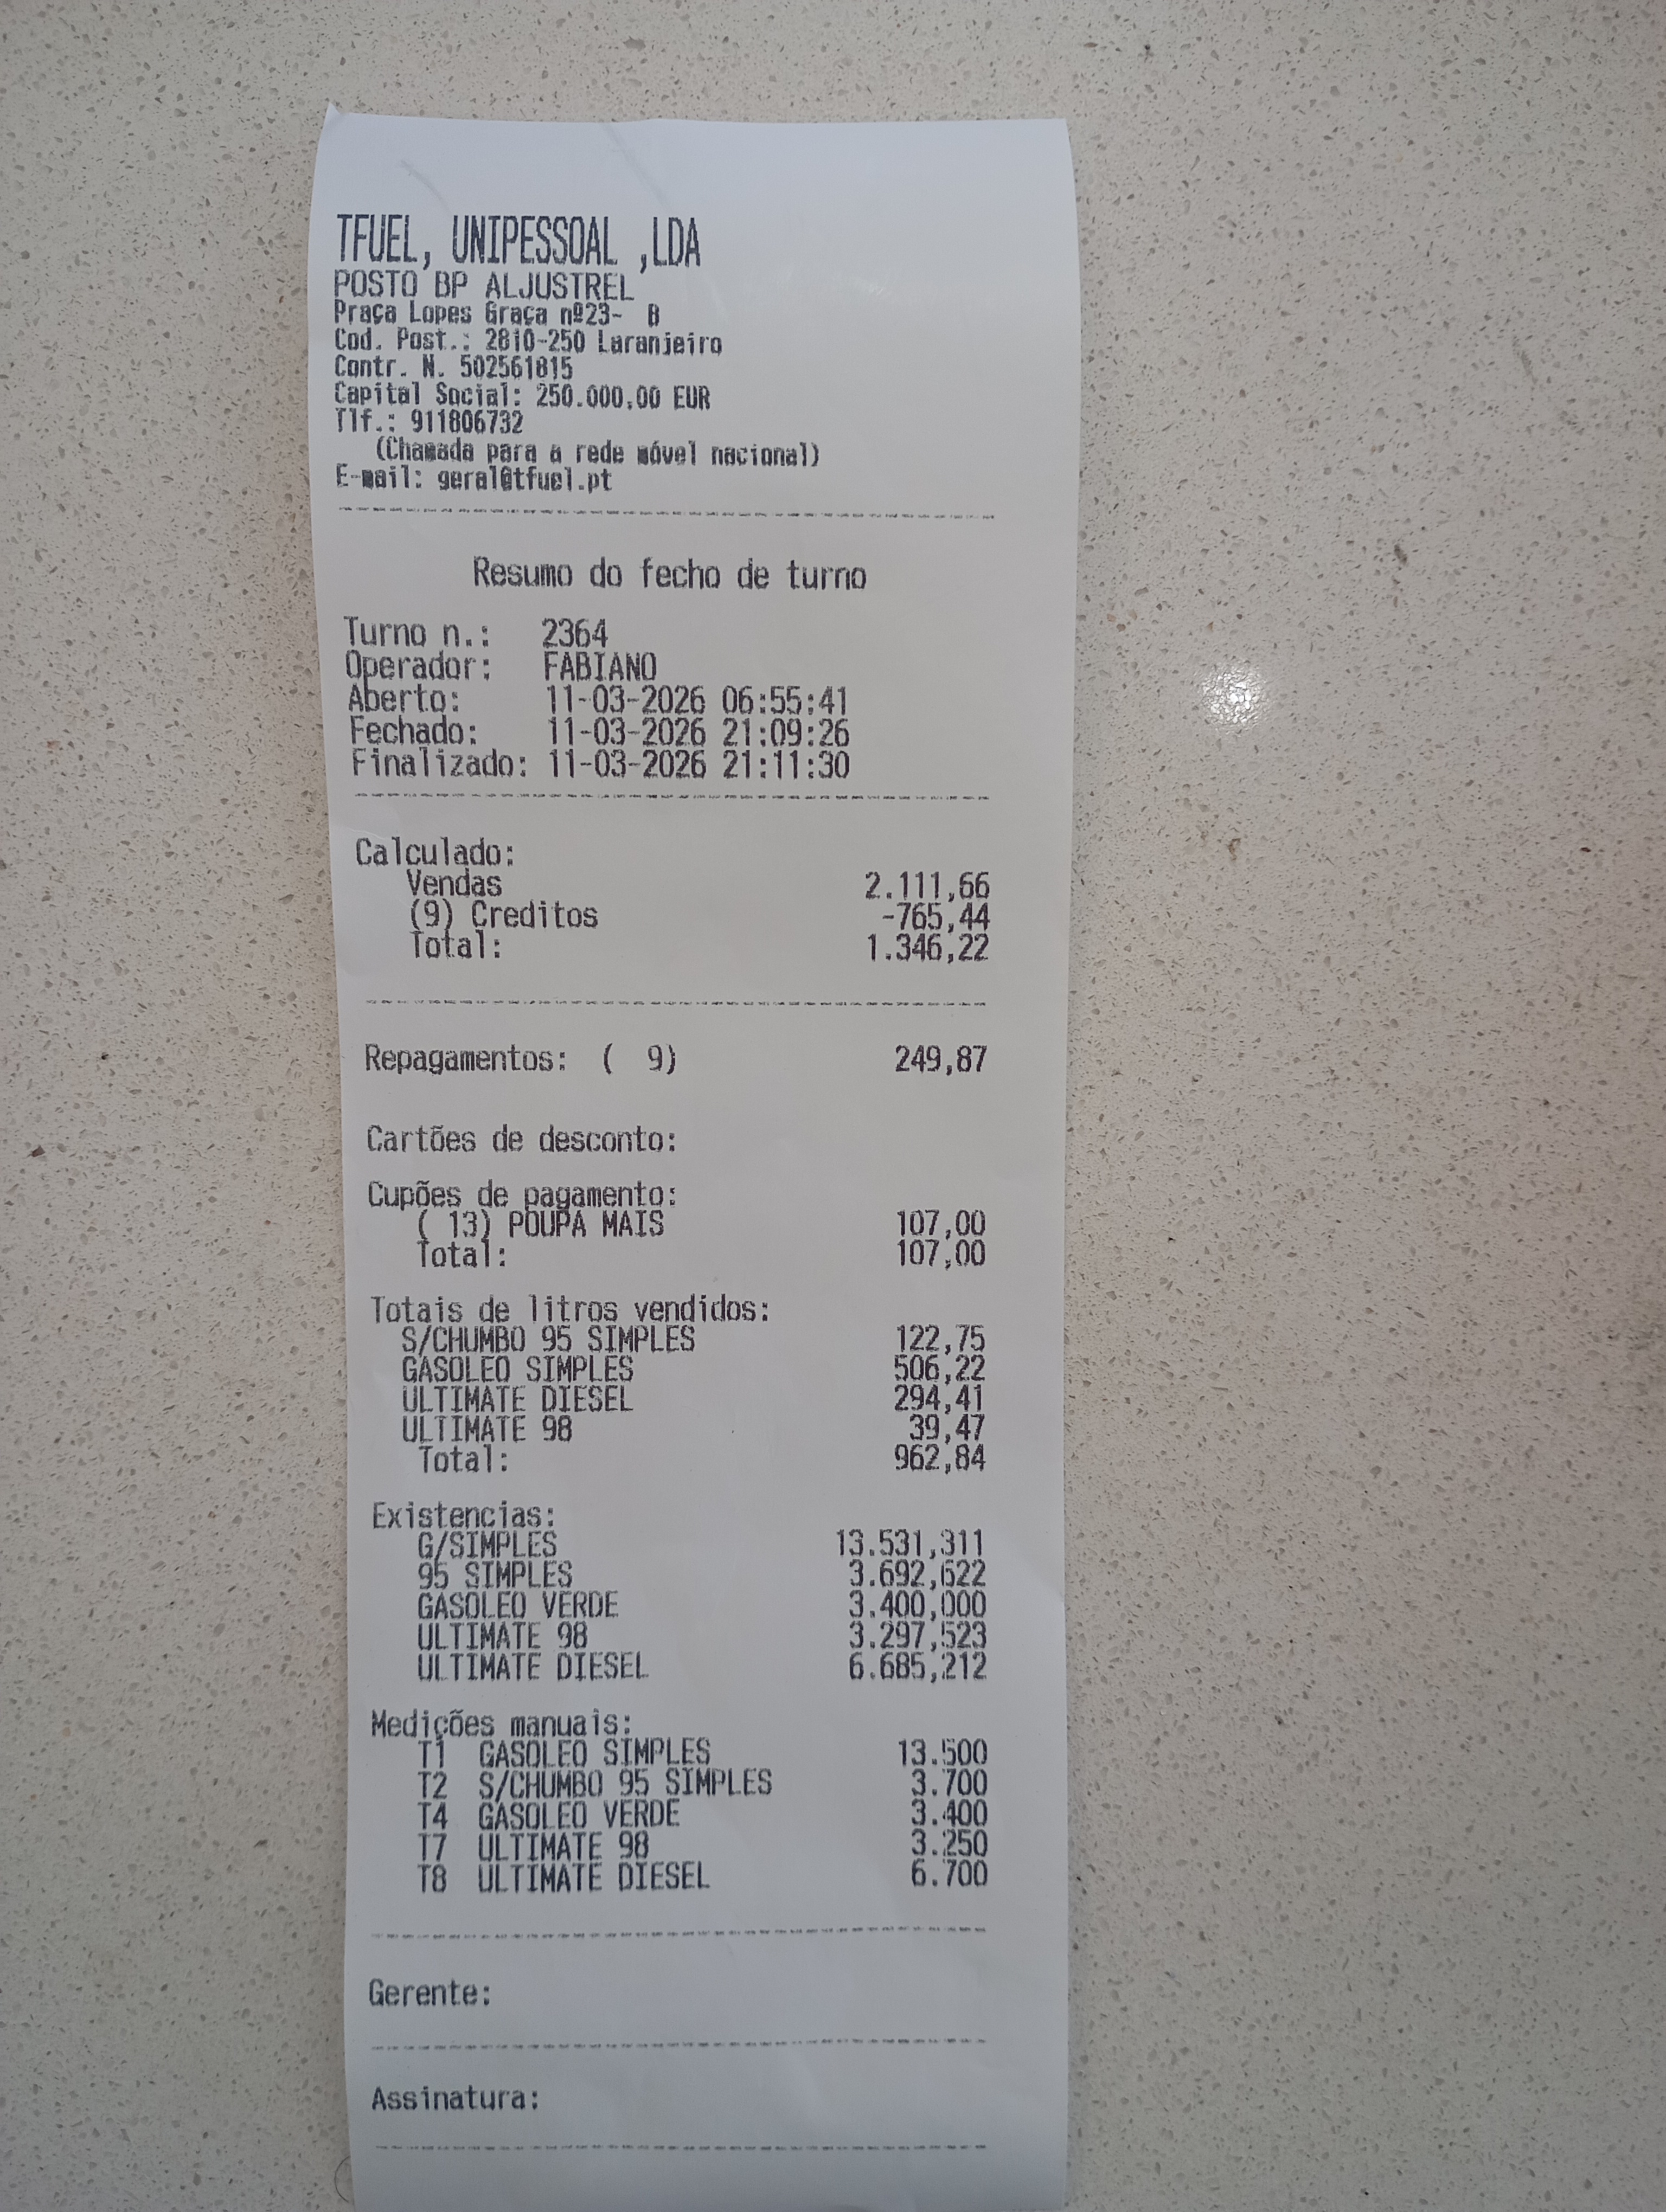 TFUEL, UNIPESSOAL ,LDA
POSTO BP ALJUSTREL
Praça Lopes Graça nº23- B
Cod. Post.: 2810-250 Laranjeiro
Contr. N. 502561815
Capital Social: 250.000,00 EUR
Tlf.: 911806732
(Chamada para a rede móvel nacional)
E-mail: geral@tfuel.pt
Resumo do fecho de turno
Turno n.: 2364
Operador: FABIANO
Aberto: 11-03-2026 06:55:41
Fechado: 11-03-2026 21:09:26
Finalizado: 11-03-2026 21:11:30
Calculado:
Vendas 2.111,66
(9) Creditos -765,44
Total: 1.346,22
Repagamentos: ( 9) 249,87
Cartões de desconto:
Cupões de pagamento:
( 13) POUPA MAIS 107,00
Total: 107,00
Totais de litros vendidos:
S/CHUMBO 95 SIMPLES 122,75
GASOLEO SIMPLES 506,22
ULTIMATE DIESEL 294,41
ULTIMATE 98 39,47
Total: 962,84
Existencias:
G/SIMPLES 13.531,311
95 SIMPLES 3.692,622
GASOLEO VERDE 3.400,000
ULTIMATE 98 3.297,523
ULTIMATE DIESEL 6.685,212
Medições manuais:
T1 GASOLEO SIMPLES 13.500
T2 S/CHUMBO 95 SIMPLES 3.700
T4 GASOLEO VERDE 3.400
T7 ULTIMATE 98 3.250
T8 ULTIMATE DIESEL 6.700
Gerente:
Assinatura: